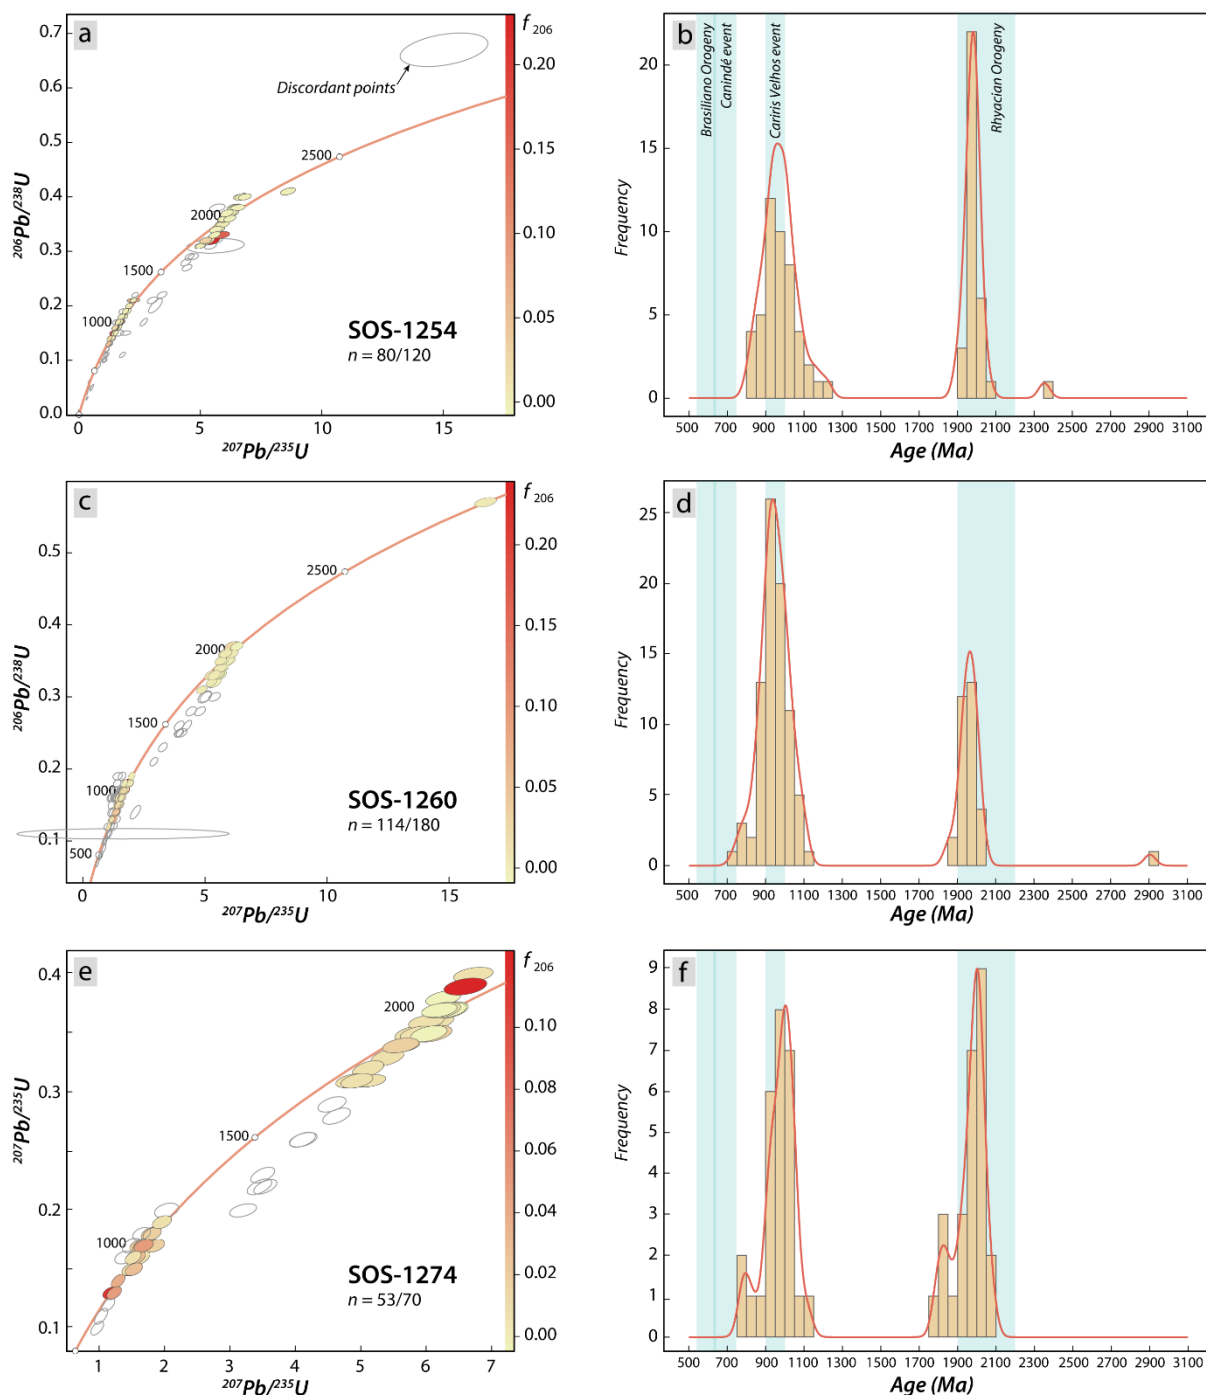 a
0.7
0.6
0.5
0.4
0.3
0.2
0.1
0.0
206Pb/238U
Discordant points
2500
2000
1500
1000
SOS-1254
n = 80/120
0
5
10
15
207Pb/235U
f 206
0.20
0.15
0.10
0.05
0.00
b
20
15
10
5
0
Frequency
Brasiliano Orogeny
Canindé event
Cariris Velhos event
Rhyacian Orogeny
500 700 900 1100 1300 1500 1700 1900 2100 2300 2500 2700 2900 3100
Age (Ma)
c
0.5
0.4
0.3
0.2
0.1
206Pb/238U
2500
2000
1500
1000
500
SOS-1260
n = 114/180
0
5
10
15
207Pb/235U
f 206
0.20
0.15
0.10
0.05
0.00
d
25
20
15
10
5
0
Frequency
500 700 900 1100 1300 1500 1700 1900 2100 2300 2500 2700 2900 3100
Age (Ma)
e
0.4
0.3
0.2
0.1
207Pb/235U
2000
1500
1000
SOS-1274
n = 53/70
1 2 3 4 5 6 7
207Pb/235U
f 206
0.10
0.08
0.06
0.04
0.02
0.00
f
9
8
7
6
5
4
3
2
1
0
Frequency
500 700 900 1100 1300 1500 1700 1900 2100 2300 2500 2700 2900 3100
Age (Ma)